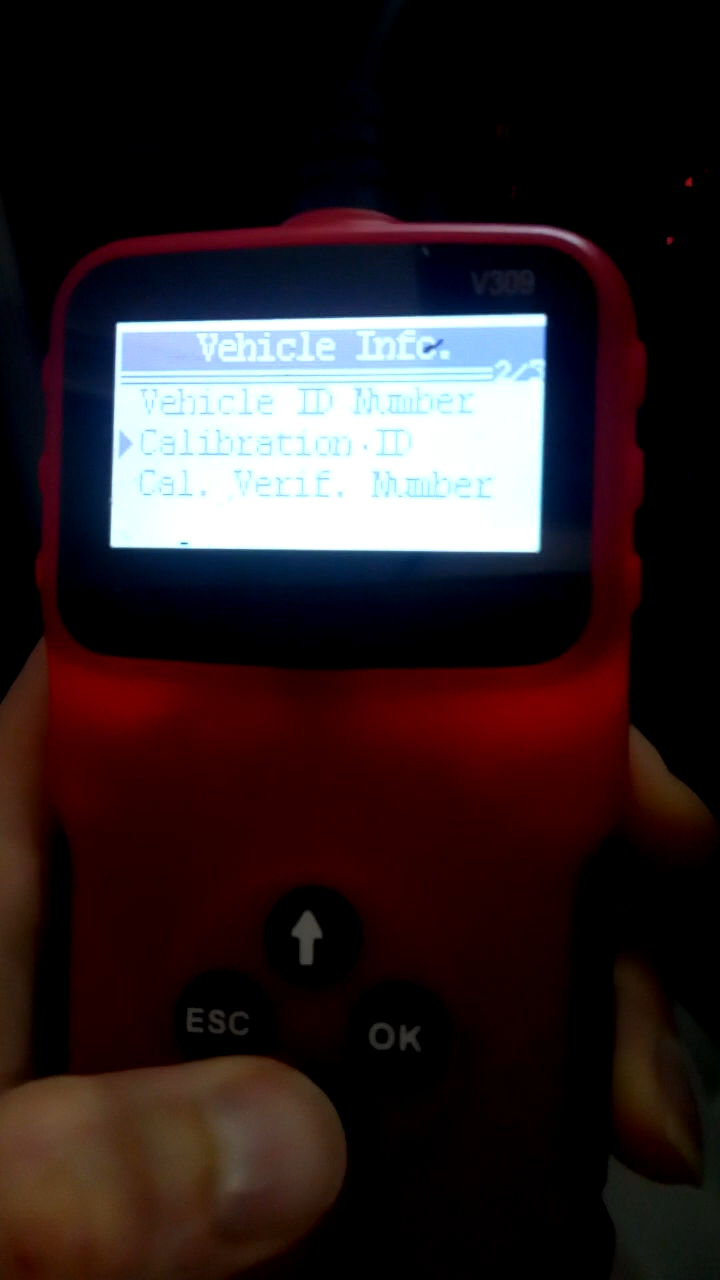 V309
Vehicle Info.
2/3
Vehicle ID Number
Calibration ID
Cal. Verif. Number
ESC
OK